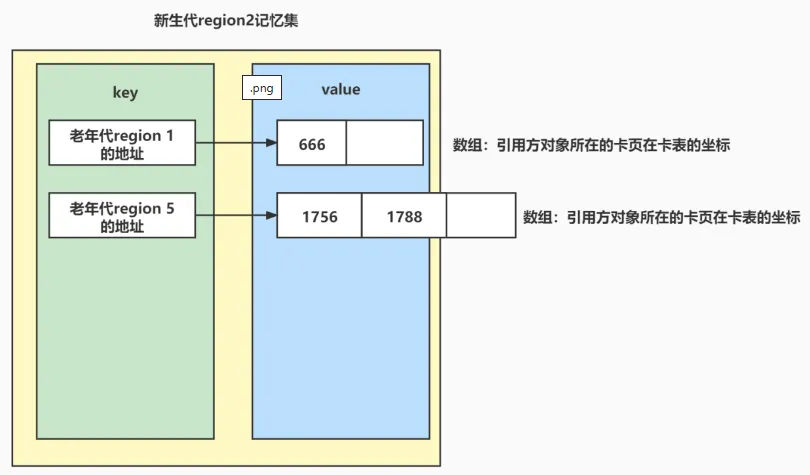 新生代region2记忆集
key
.png
value
老年代region 1
的地址
666
数组：引用方对象所在的卡页在卡表的坐标
老年代region 5
的地址
1756
1788
数组：引用方对象所在的卡页在卡表的坐标